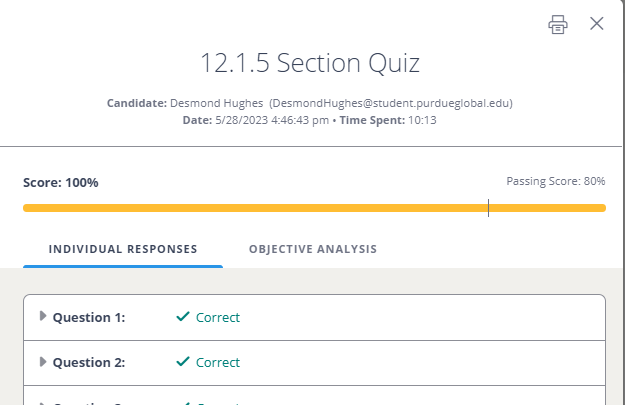 12.1.5 Section Quiz
Candidate: Desmond Hughes (DesmondHughes@student.purdueglobal.edu)
Date: 5/28/2023 4:46:43 pm • Time Spent: 10:13
Score: 100%
Passing Score: 80%
INDIVIDUAL RESPONSES
OBJECTIVE ANALYSIS
Question 1: Correct
Question 2: Correct